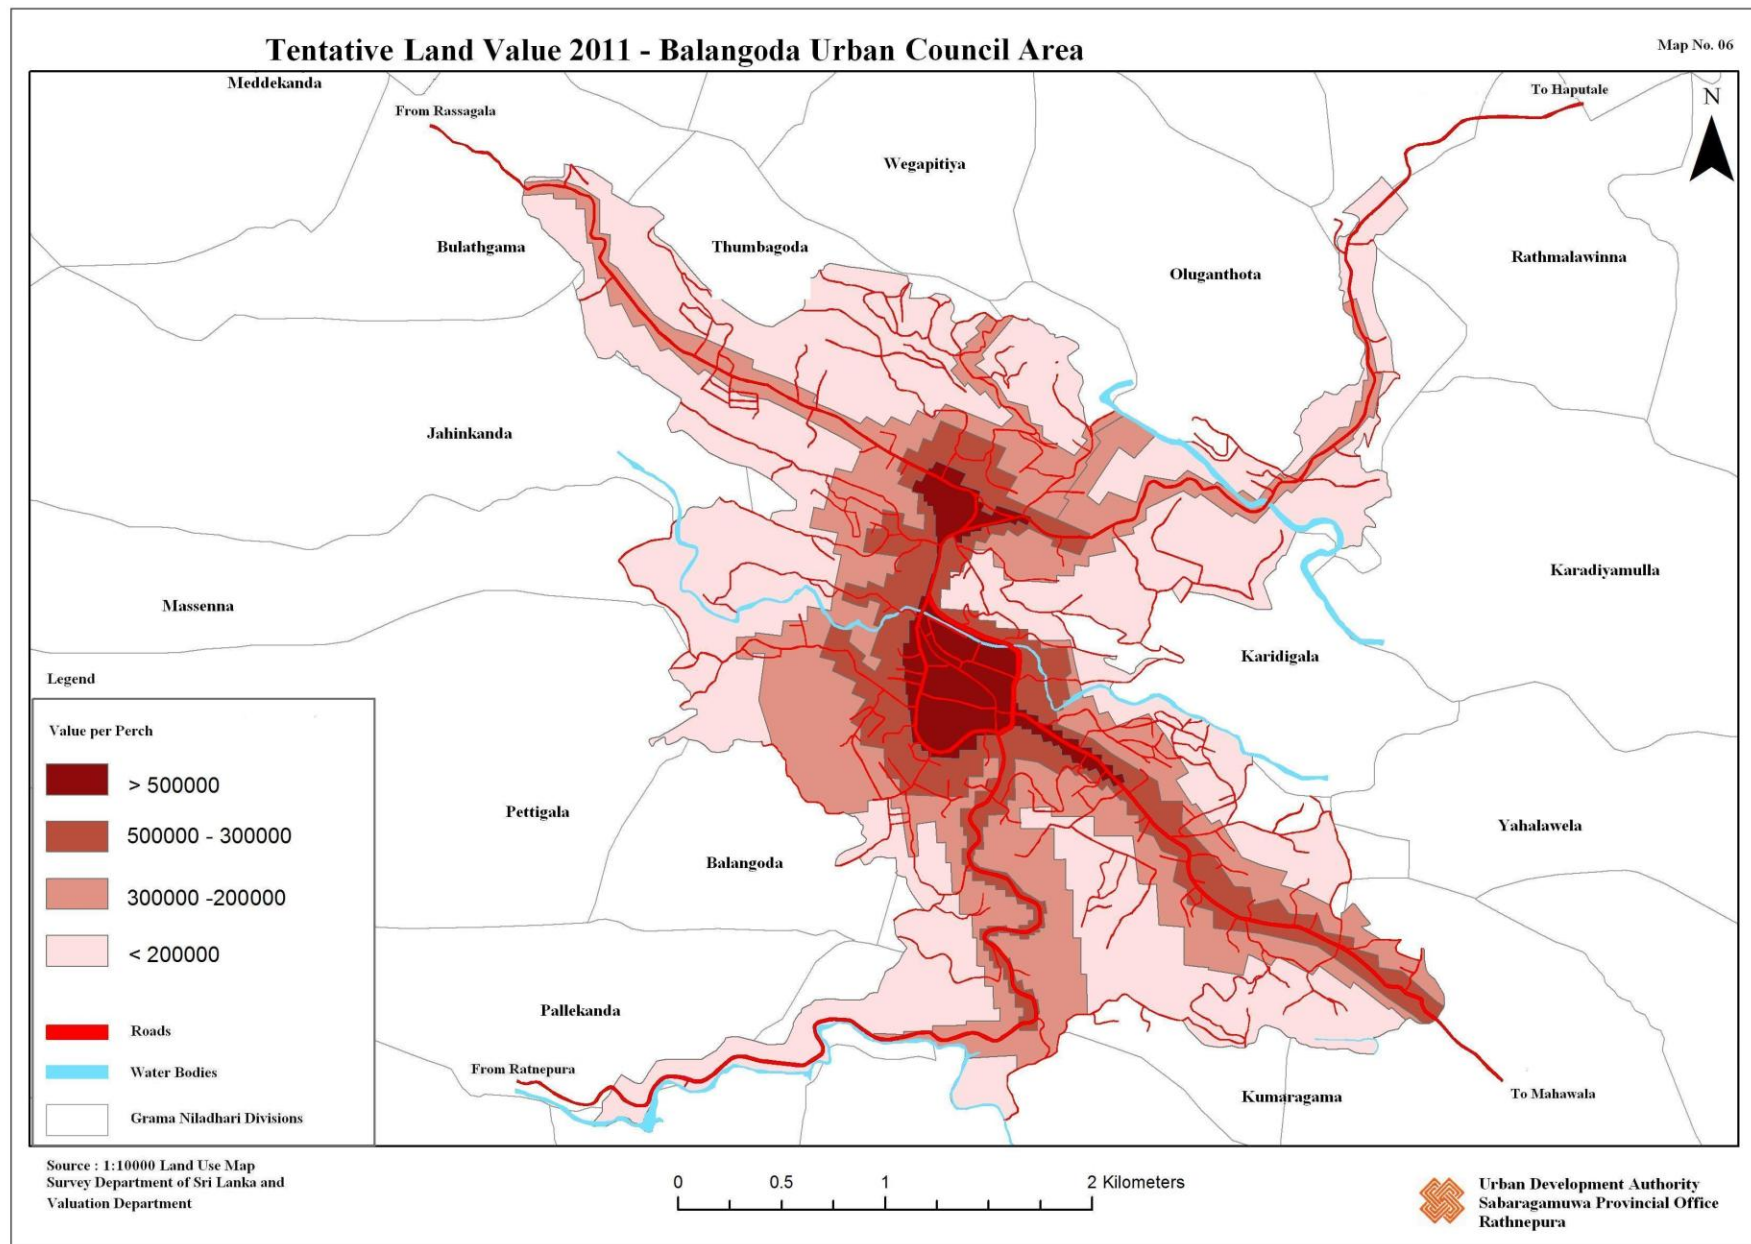 Tentative Land Value 2011 - Balangoda Urban Council Area
Map No. 06
Meddekanda
From Rassagala
To Haputale
N
Wegapitiya
Bulathgama
Thumbagoda
Oluganthota
Rathmalawinna
Jahinkanda
Massenna
Karadiyamulla
Karidigala
Legend
Value per Perch
> 500000
500000 - 300000
300000 -200000
< 200000
Roads
Water Bodies
Grama Niladhari Divisions
Pettigala
Balangoda
Yahalawela
Pallekanda
From Ratnepura
Kumaragama
To Mahawala
Source : 1:10000 Land Use Map
Survey Department of Sri Lanka and
Valuation Department
0 0.5 1 2 Kilometers
Urban Development Authority
Sabaragamuwa Provincial Office
Rathnepura